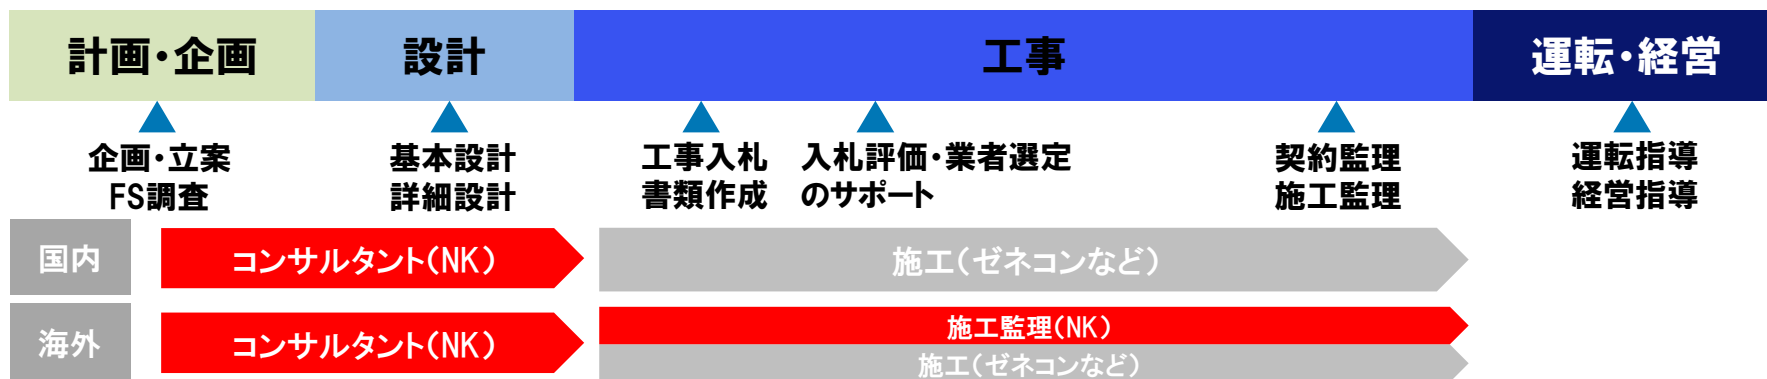 計画・企画
設計
工事
運転・経営
企画・立案
FS調査
基本設計
詳細設計
工事入札
書類作成
入札評価・業者選定
のサポート
契約監理
施工監理
運転指導
経営指導
国内
コンサルタント(NK)
施工(ゼネコンなど)
海外
コンサルタント(NK)
施工監理(NK)
施工(ゼネコンなど)